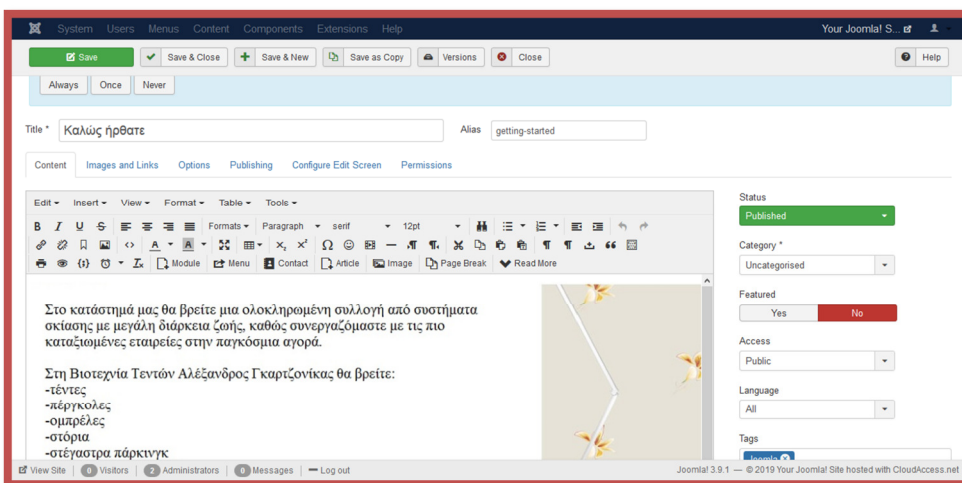 System Users Menus Content Components Extensions Help Your Joomla! S...
Save Save & Close Save & New Save as Copy Versions Close Help
Always Once Never
Title * Καλώς ήρθατε Alias getting-started
Content Images and Links Options Publishing Configure Edit Screen Permissions
Edit Insert View Format Table Tools
Formats Paragraph serif 12pt
Module Menu Contact Article Image Page Break Read More
Στο κατάστημά μας θα βρείτε μια ολοκληρωμένη συλλογή από συστήματα
σκίασης με μεγάλη διάρκεια ζωής, καθώς συνεργαζόμαστε με τις πιο
καταξιωμένες εταιρείες στην παγκόσμια αγορά.
Στη Βιοτεχνία Τεντών Αλέξανδρος Γκαρτζονίκας θα βρείτε:
-τέντες
-πέργκολες
-ομπρέλες
-στόρια
-στέγαστρα πάρκινγκ
Status
Published
Category *
Uncategorised
Featured
Yes No
Access
Public
Language
All
Tags
Joomla
View Site 0 Visitors 2 Administrators 0 Messages Log out Joomla! 3.9.1 — © 2019 Your Joomla! Site hosted with CloudAccess.net